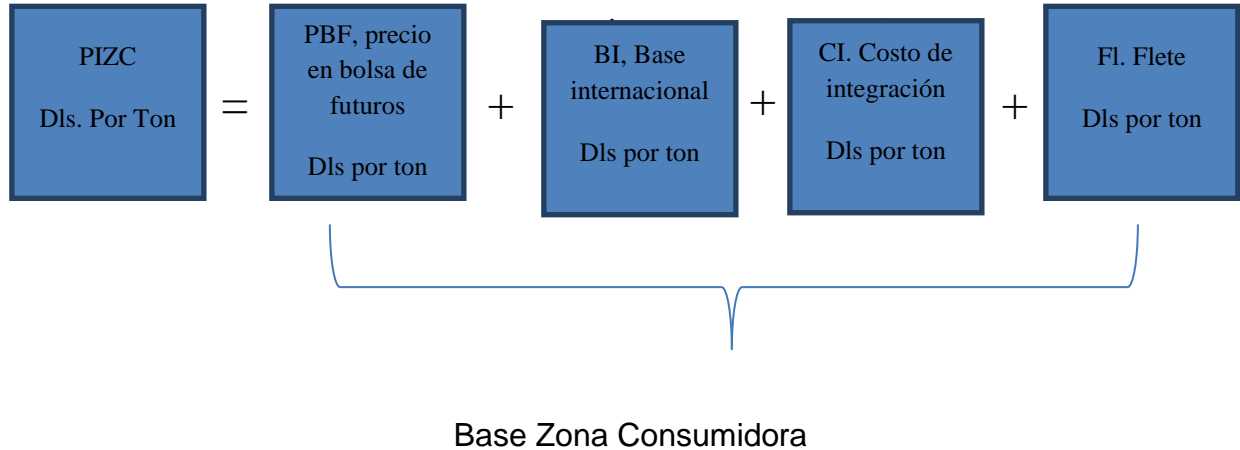 PIZC
Dls. Por Ton
=
PBF, precio
en bolsa de
futuros
Dls por ton
+
BI, Base
internacional
Dls por ton
+
CI. Costo de
integración
Dls por ton
+
Fl. Flete
Dls por ton
Base Zona Consumidora